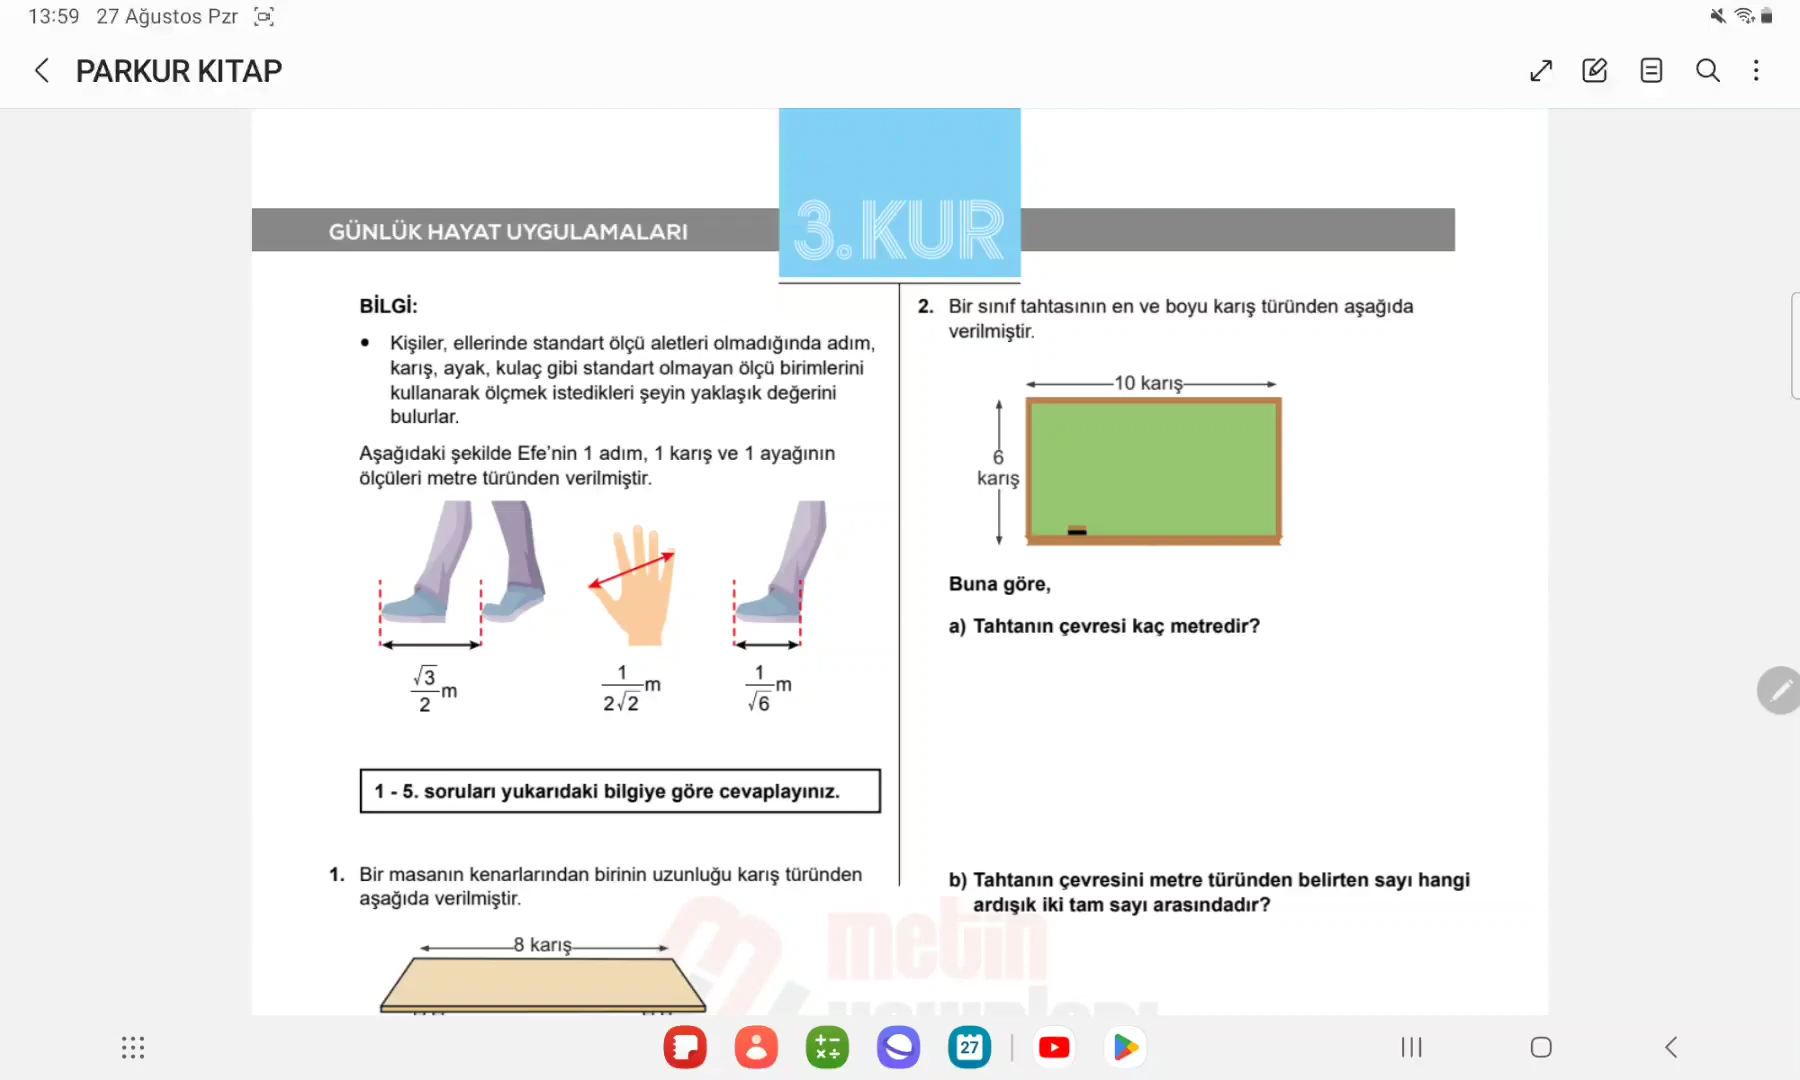 13:59 27 Ağustos Pzr
PARKUR KİTAP
GÜNLÜK HAYAT UYGULAMALARI
3.KUR
BİLGİ:
• Kişiler, ellerinde standart ölçü aletleri olmadığında adım,
karış, ayak, kulaç gibi standart olmayan ölçü birimlerini
kullanarak ölçmek istedikleri şeyin yaklaşık değerini
bulurlar.
Aşağıdaki şekilde Efe'nin 1 adım, 1 karış ve 1 ayağının
ölçüleri metre türünden verilmiştir.
√3/2 m
1/2√2 m
1/√6 m
1 - 5. soruları yukarıdaki bilgiye göre cevaplayınız.
1. Bir masanın kenarlarından birinin uzunluğu karış türünden
aşağıda verilmiştir.
8 karış
2. Bir sınıf tahtasının en ve boyu karış türünden aşağıda
verilmiştir.
10 karış
6
karış
Buna göre,
a) Tahtanın çevresi kaç metredir?
b) Tahtanın çevresini metre türünden belirten sayı hangi
ardışık iki tam sayı arasındadır?
metin
yayınları
27